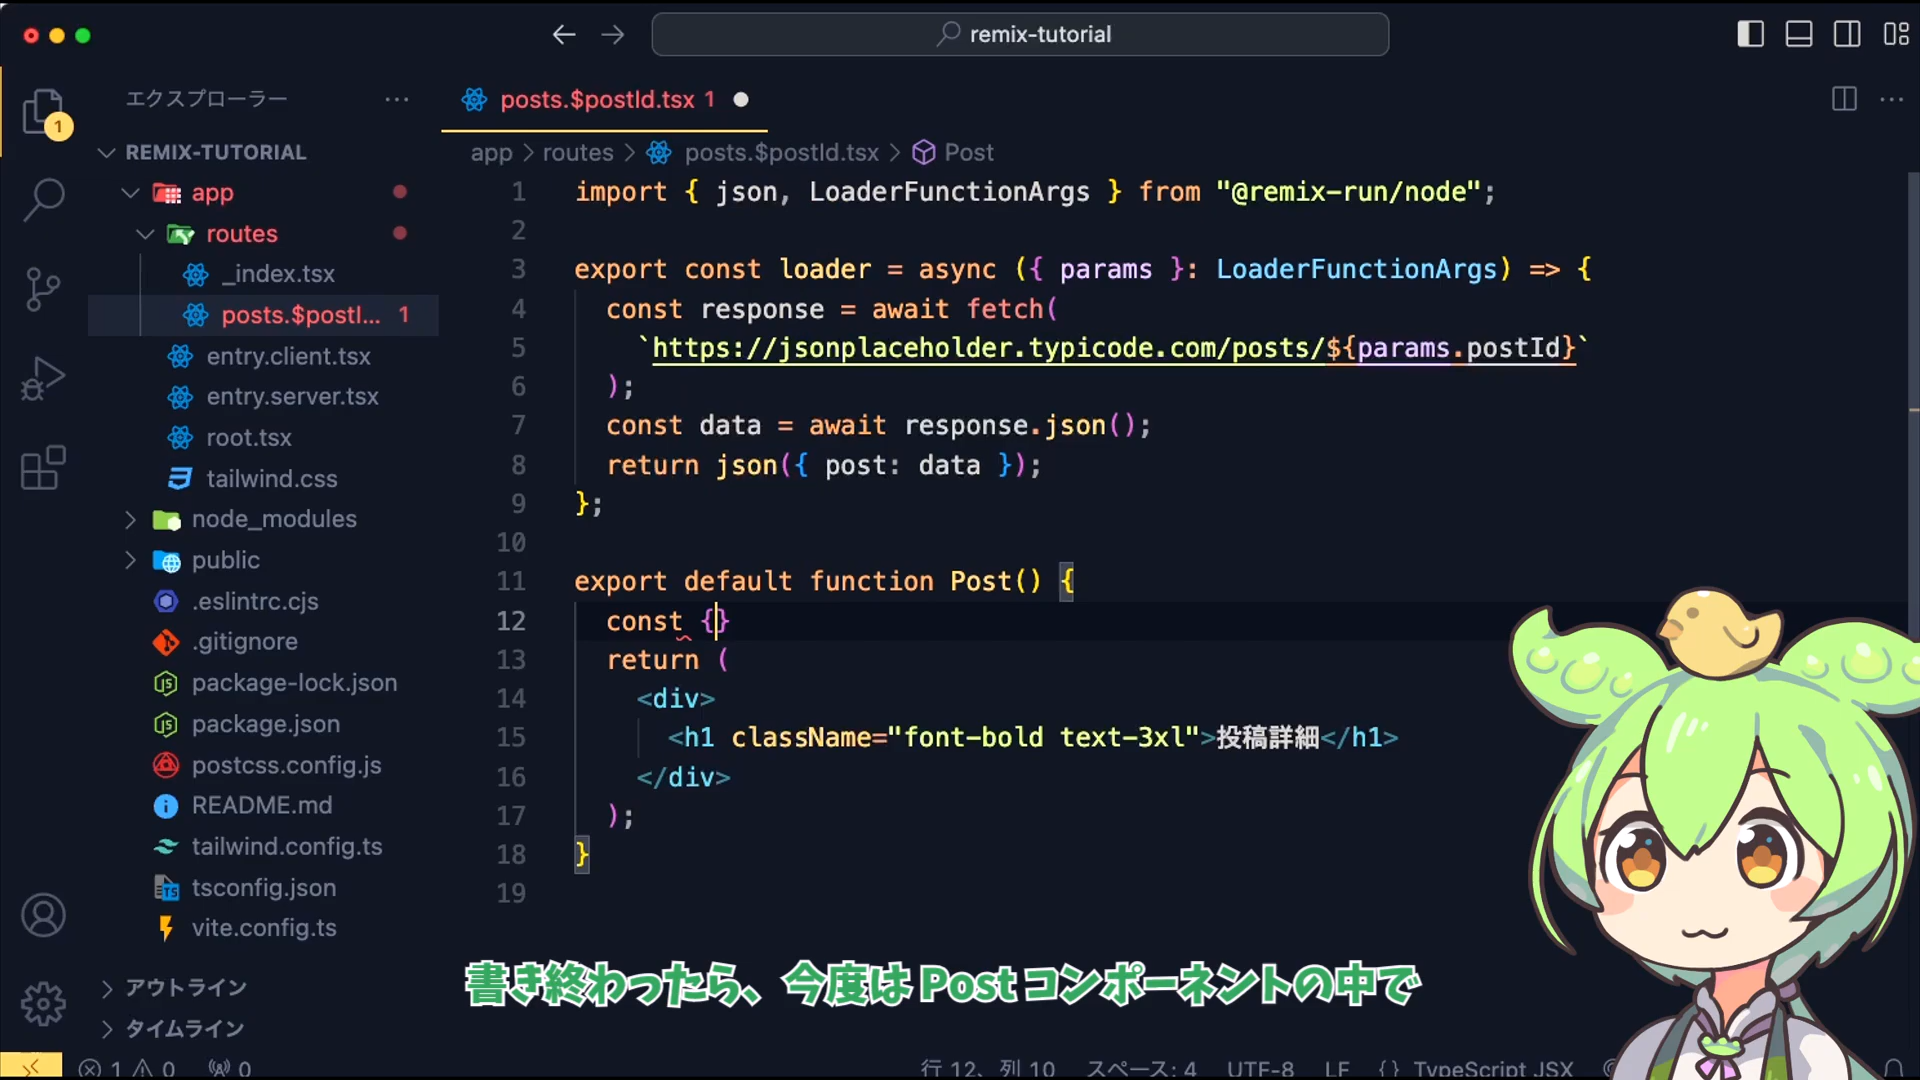 remix-tutorial
エクスプローラー
posts.$postId.tsx 1
1
REMIX-TUTORIAL
app > routes > posts.$postId.tsx > Post
app
routes
_index.tsx
posts.$postI... 1
entry.client.tsx
entry.server.tsx
root.tsx
tailwind.css
node_modules
public
.eslintrc.cjs
.gitignore
package-lock.json
package.json
postcss.config.js
README.md
tailwind.config.ts
tsconfig.json
vite.config.ts
アウトライン
タイムライン
1 import { json, LoaderFunctionArgs } from "@remix-run/node";
2
3 export const loader = async ({ params }: LoaderFunctionArgs) => {
4 const response = await fetch(
5 `https://jsonplaceholder.typicode.com/posts/${params.postId}`
6 );
7 const data = await response.json();
8 return json({ post: data });
9 };
10
11 export default function Post() {
12 const {}
13 return (
14 <div>
15 <h1 className="font-bold text-3xl">投稿詳細</h1>
16 </div>
17 );
18 }
19
書き終わったら、今度は Post コンポーネントの中で
1 0 0 行 12、列 10 スペース: 4 UTF-8 LF {} TypeScript JSX